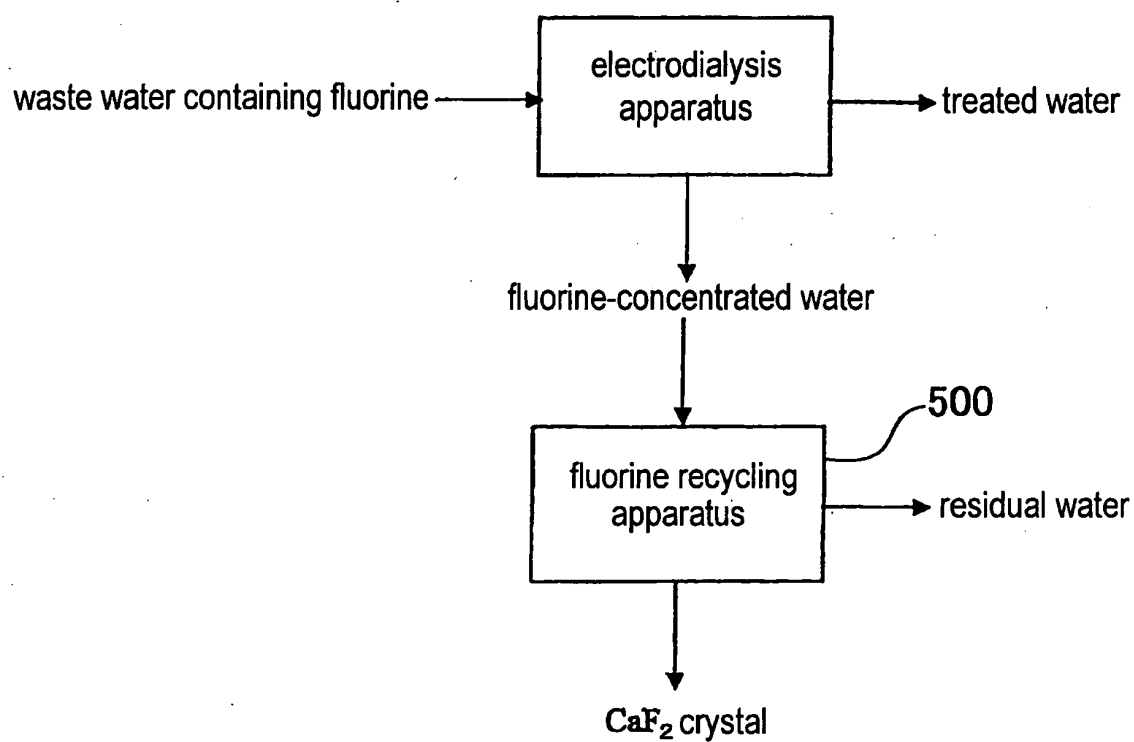 electrodialysis
apparatus
waste water containing fluorine
treated water
fluorine-concentrated water
500
fluorine recycling
apparatus
residual water
CaF₂ crystal